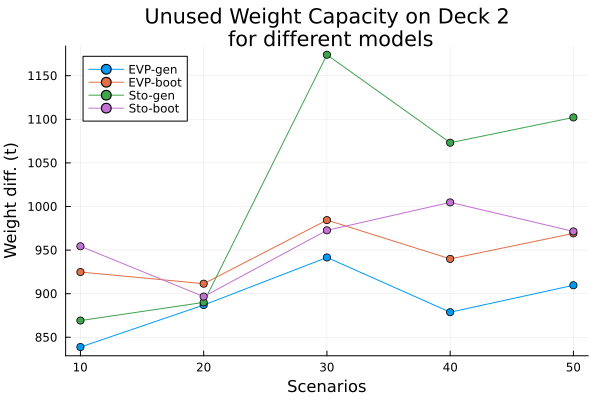 Unused Weight Capacity on Deck 2
for different models
EVP-gen
EVP-boot
Sto-gen
Sto-boot
Weight diff. (t)
1150
1100
1050
1000
950
900
850
10 20 30 40 50
Scenarios